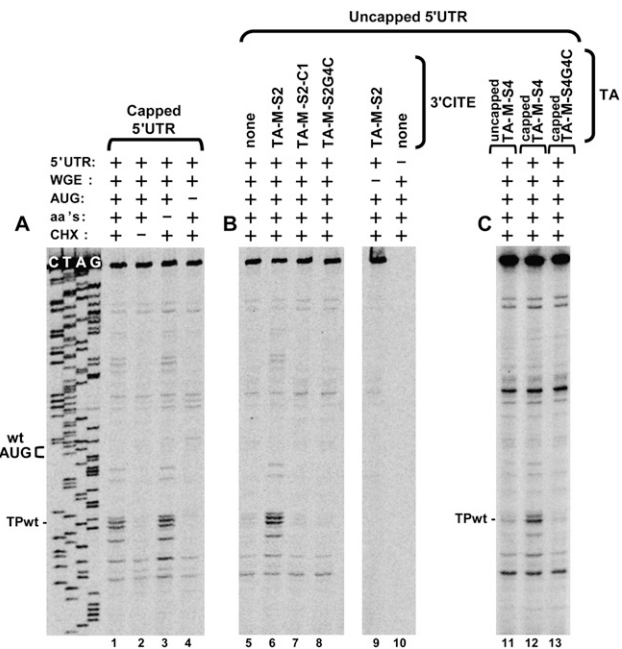 Uncapped 5'UTR
Capped
5'UTR
none
TA-M-S2
TA-M-S2-C1
TA-M-S2G4C
TA-M-S2
none
3'CITE
uncapped
TA-M-S4
capped
TA-M-S4
capped
TA-M-S4G4C
TA
5'UTR: + + + + + + + + + - + + +
WGE : + + + + + + + + - + + + +
AUG: + + + - + + + + + + + + +
aa's: + + - + + + + + + + + + +
CHX : + - + + + + + + + + + + +
A
B
C
C T A G
wt
AUG
TPwt -
TPwt -
1 2 3 4 5 6 7 8 9 10 11 12 13